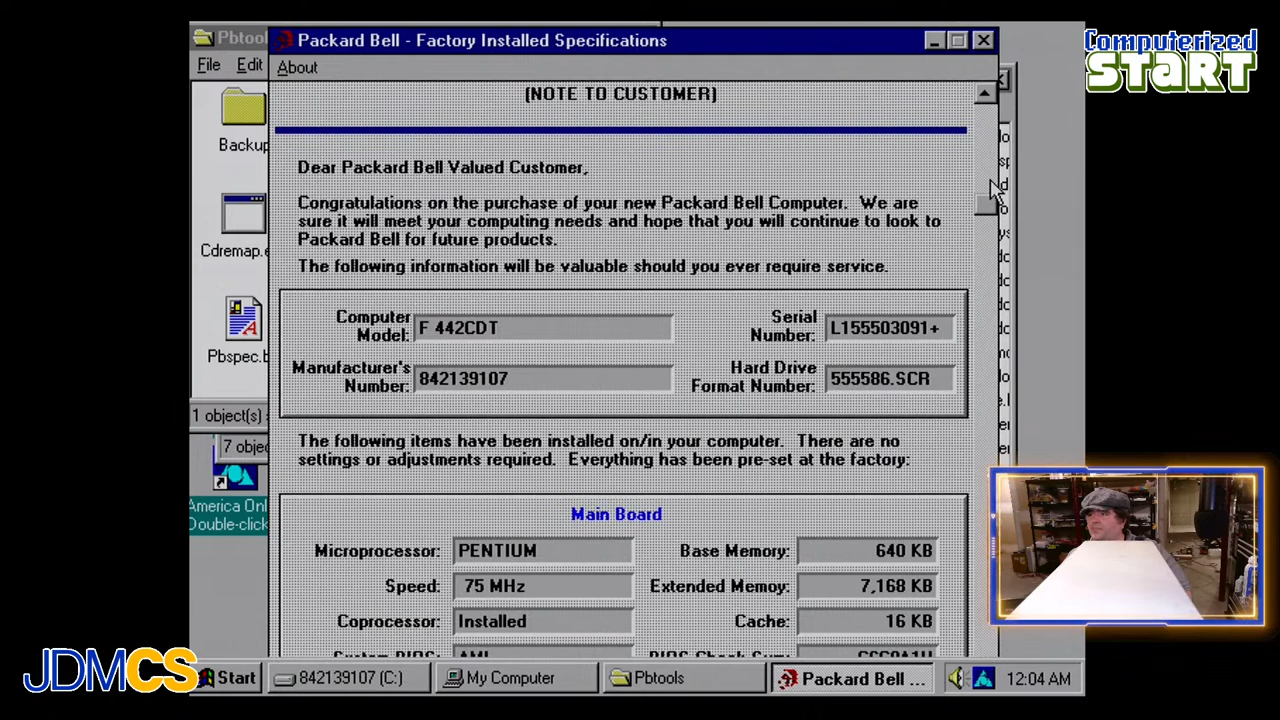 Computerized
START
Packard Bell - Factory Installed Specifications
File Edit
About
(NOTE TO CUSTOMER)
Dear Packard Bell Valued Customer,
Congratulations on the purchase of your new Packard Bell Computer. We are
sure it will meet your computing needs and hope that you will continue to look to
Packard Bell for future products.
The following information will be valuable should you ever require service.
Computer Model: F 442CDT
Serial Number: L155503091+
Manufacturer's Number: 842139107
Hard Drive Format Number: 555586.SCR
The following items have been installed on/in your computer. There are no
settings or adjustments required. Everything has been pre-set at the factory:
Main Board
Microprocessor: PENTIUM
Base Memory: 640 KB
Speed: 75 MHz
Extended Memoy: 7,168 KB
Coprocessor: Installed
Cache: 16 KB
Pbtool
Backup
Cdremap.e
Pbspec.b
1 object(s)
7 objec
America Onl
Double-click
JDMCS
Start
842139107 (C:)
My Computer
Pbtools
Packard Bell ...
12:04 AM